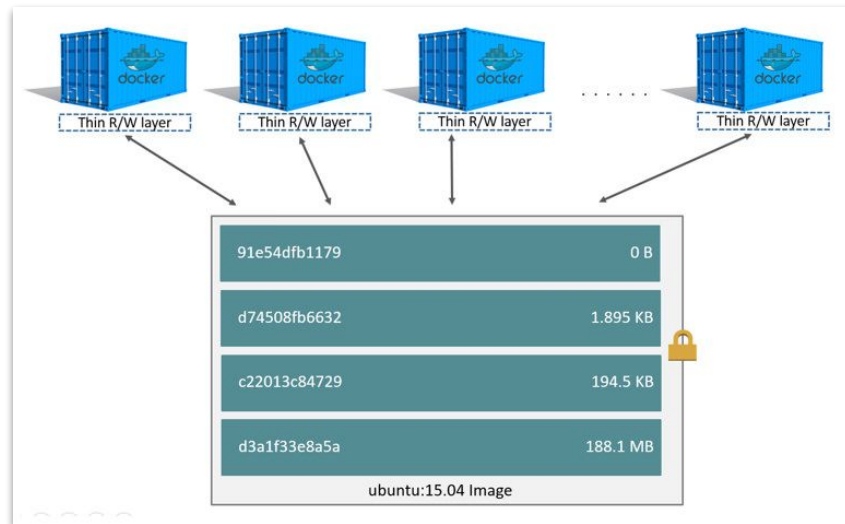 docker docker docker docker
Thin R/W layer Thin R/W layer Thin R/W layer . . . . . . Thin R/W layer
91e54dfb1179 0 B
d74508fb6632 1.895 KB
c22013c84729 194.5 KB
d3a1f33e8a5a 188.1 MB
ubuntu:15.04 Image